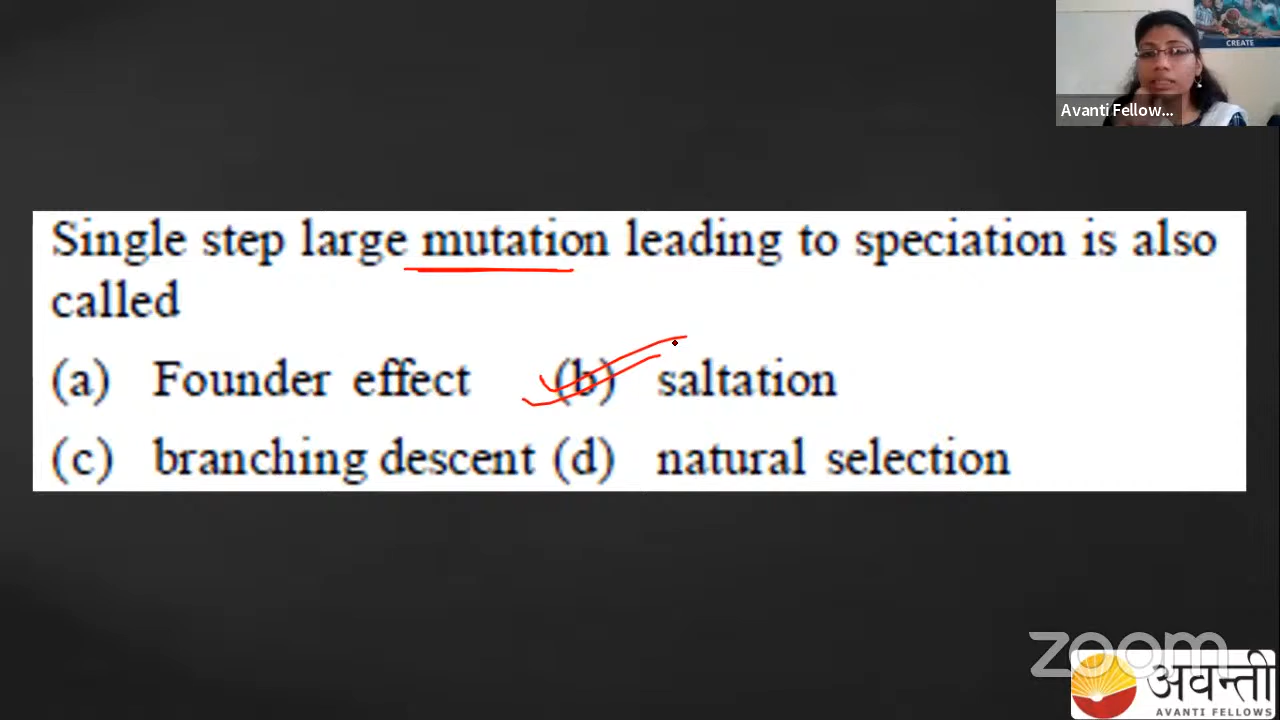 CREATE
Avanti Fellow...
Single step large mutation leading to speciation is also
called
(a) Founder effect (b) saltation
(c) branching descent (d) natural selection
zoom
अवन्ती
AVANTI FELLOWS